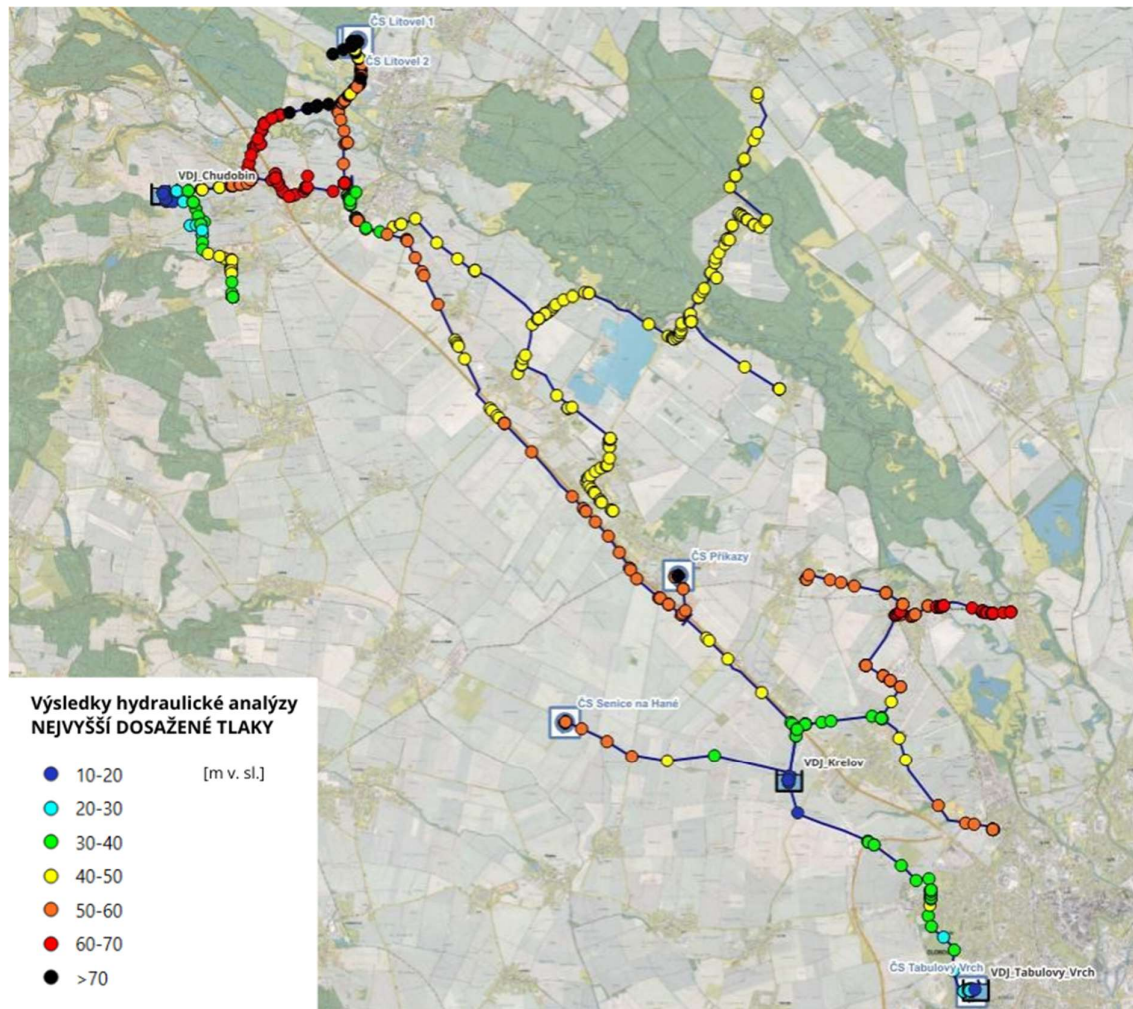 ČS Litovel 1
ČS Litovel 2
VDJ_Chudobín
ČS Příkazy
ČS Senice na Hané
VDJ_Krelov
ČS Tabulový Vrch
VDJ_Tabulovy_Vrch
Výsledky hydraulické analýzy
NEJVYŠŠÍ DOSAŽENÉ TLAKY
10-20 [m v. sl.]
20-30
30-40
40-50
50-60
60-70
>70